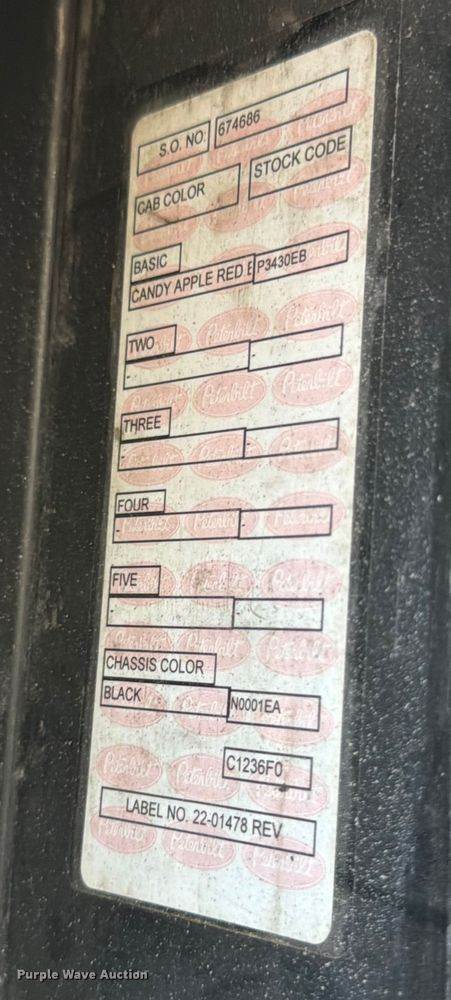 S.O. NO. 674686
CAB COLOR STOCK CODE
BASIC
CANDY APPLE RED E P3430EB
TWO
- -
THREE
- -
FOUR
- -
FIVE
- -
CHASSIS COLOR
BLACK N0001EA
C1236F0
LABEL NO. 22-01478 REV
Peterbilt
Purple Wave Auction